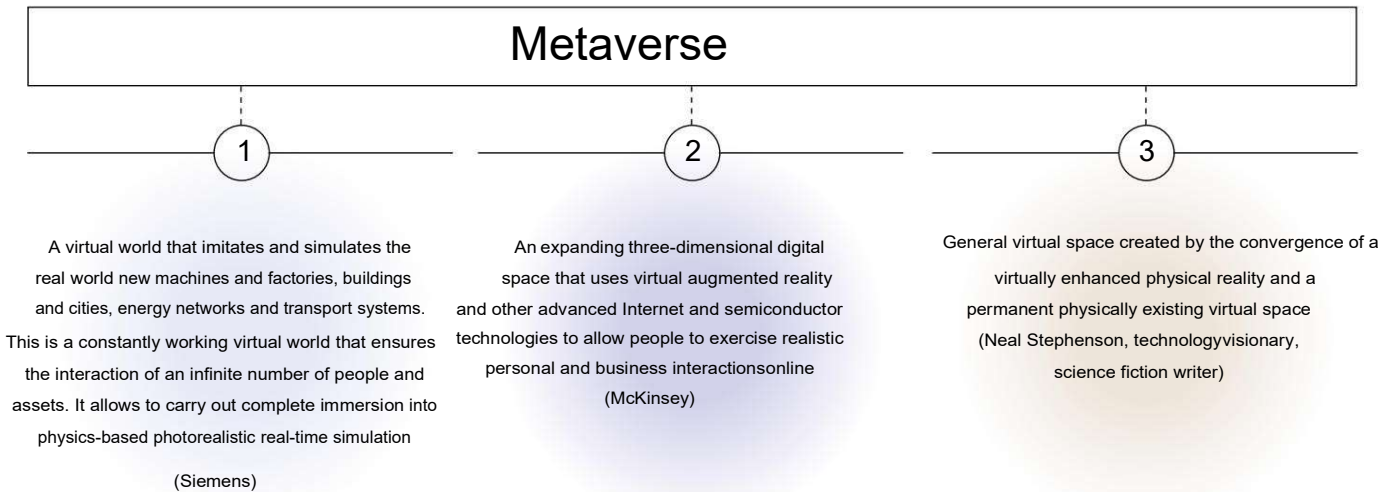 Metaverse
1
A virtual world that imitates and simulates the
real world new machines and factories, buildings
and cities, energy networks and transport systems.
This is a constantly working virtual world that ensures
the interaction of an infinite number of people and
assets. It allows to carry out complete immersion into
physics-based photorealistic real-time simulation
(Siemens)
2
An expanding three-dimensional digital
space that uses virtual augmented reality
and other advanced Internet and semiconductor
technologies to allow people to exercise realistic
personal and business interactionsonline
(McKinsey)
3
General virtual space created by the convergence of a
virtually enhanced physical reality and a
permanent physically existing virtual space
(Neal Stephenson, technologyvisionary,
science fiction writer)